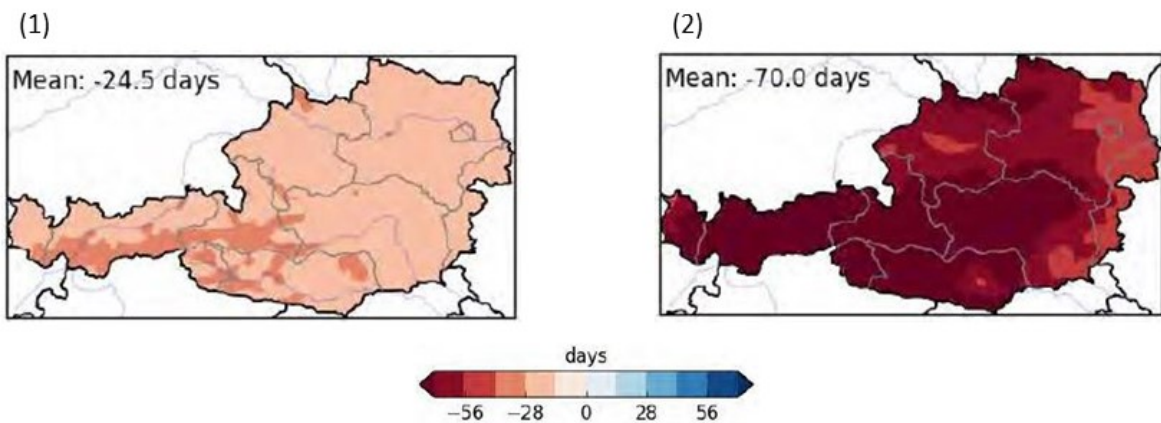 (1)
(2)
Mean: -24.5 days
Mean: -70.0 days
days
−56 −28 0 28 56